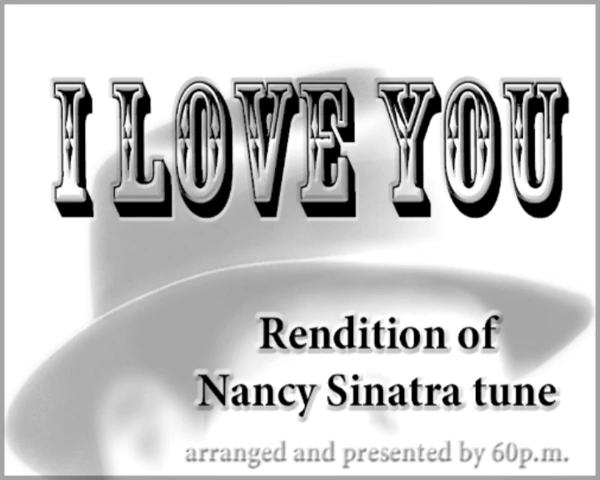 I LOVE YOU
Rendition of
Nancy Sinatra tune
arranged and presented by 60p.m.